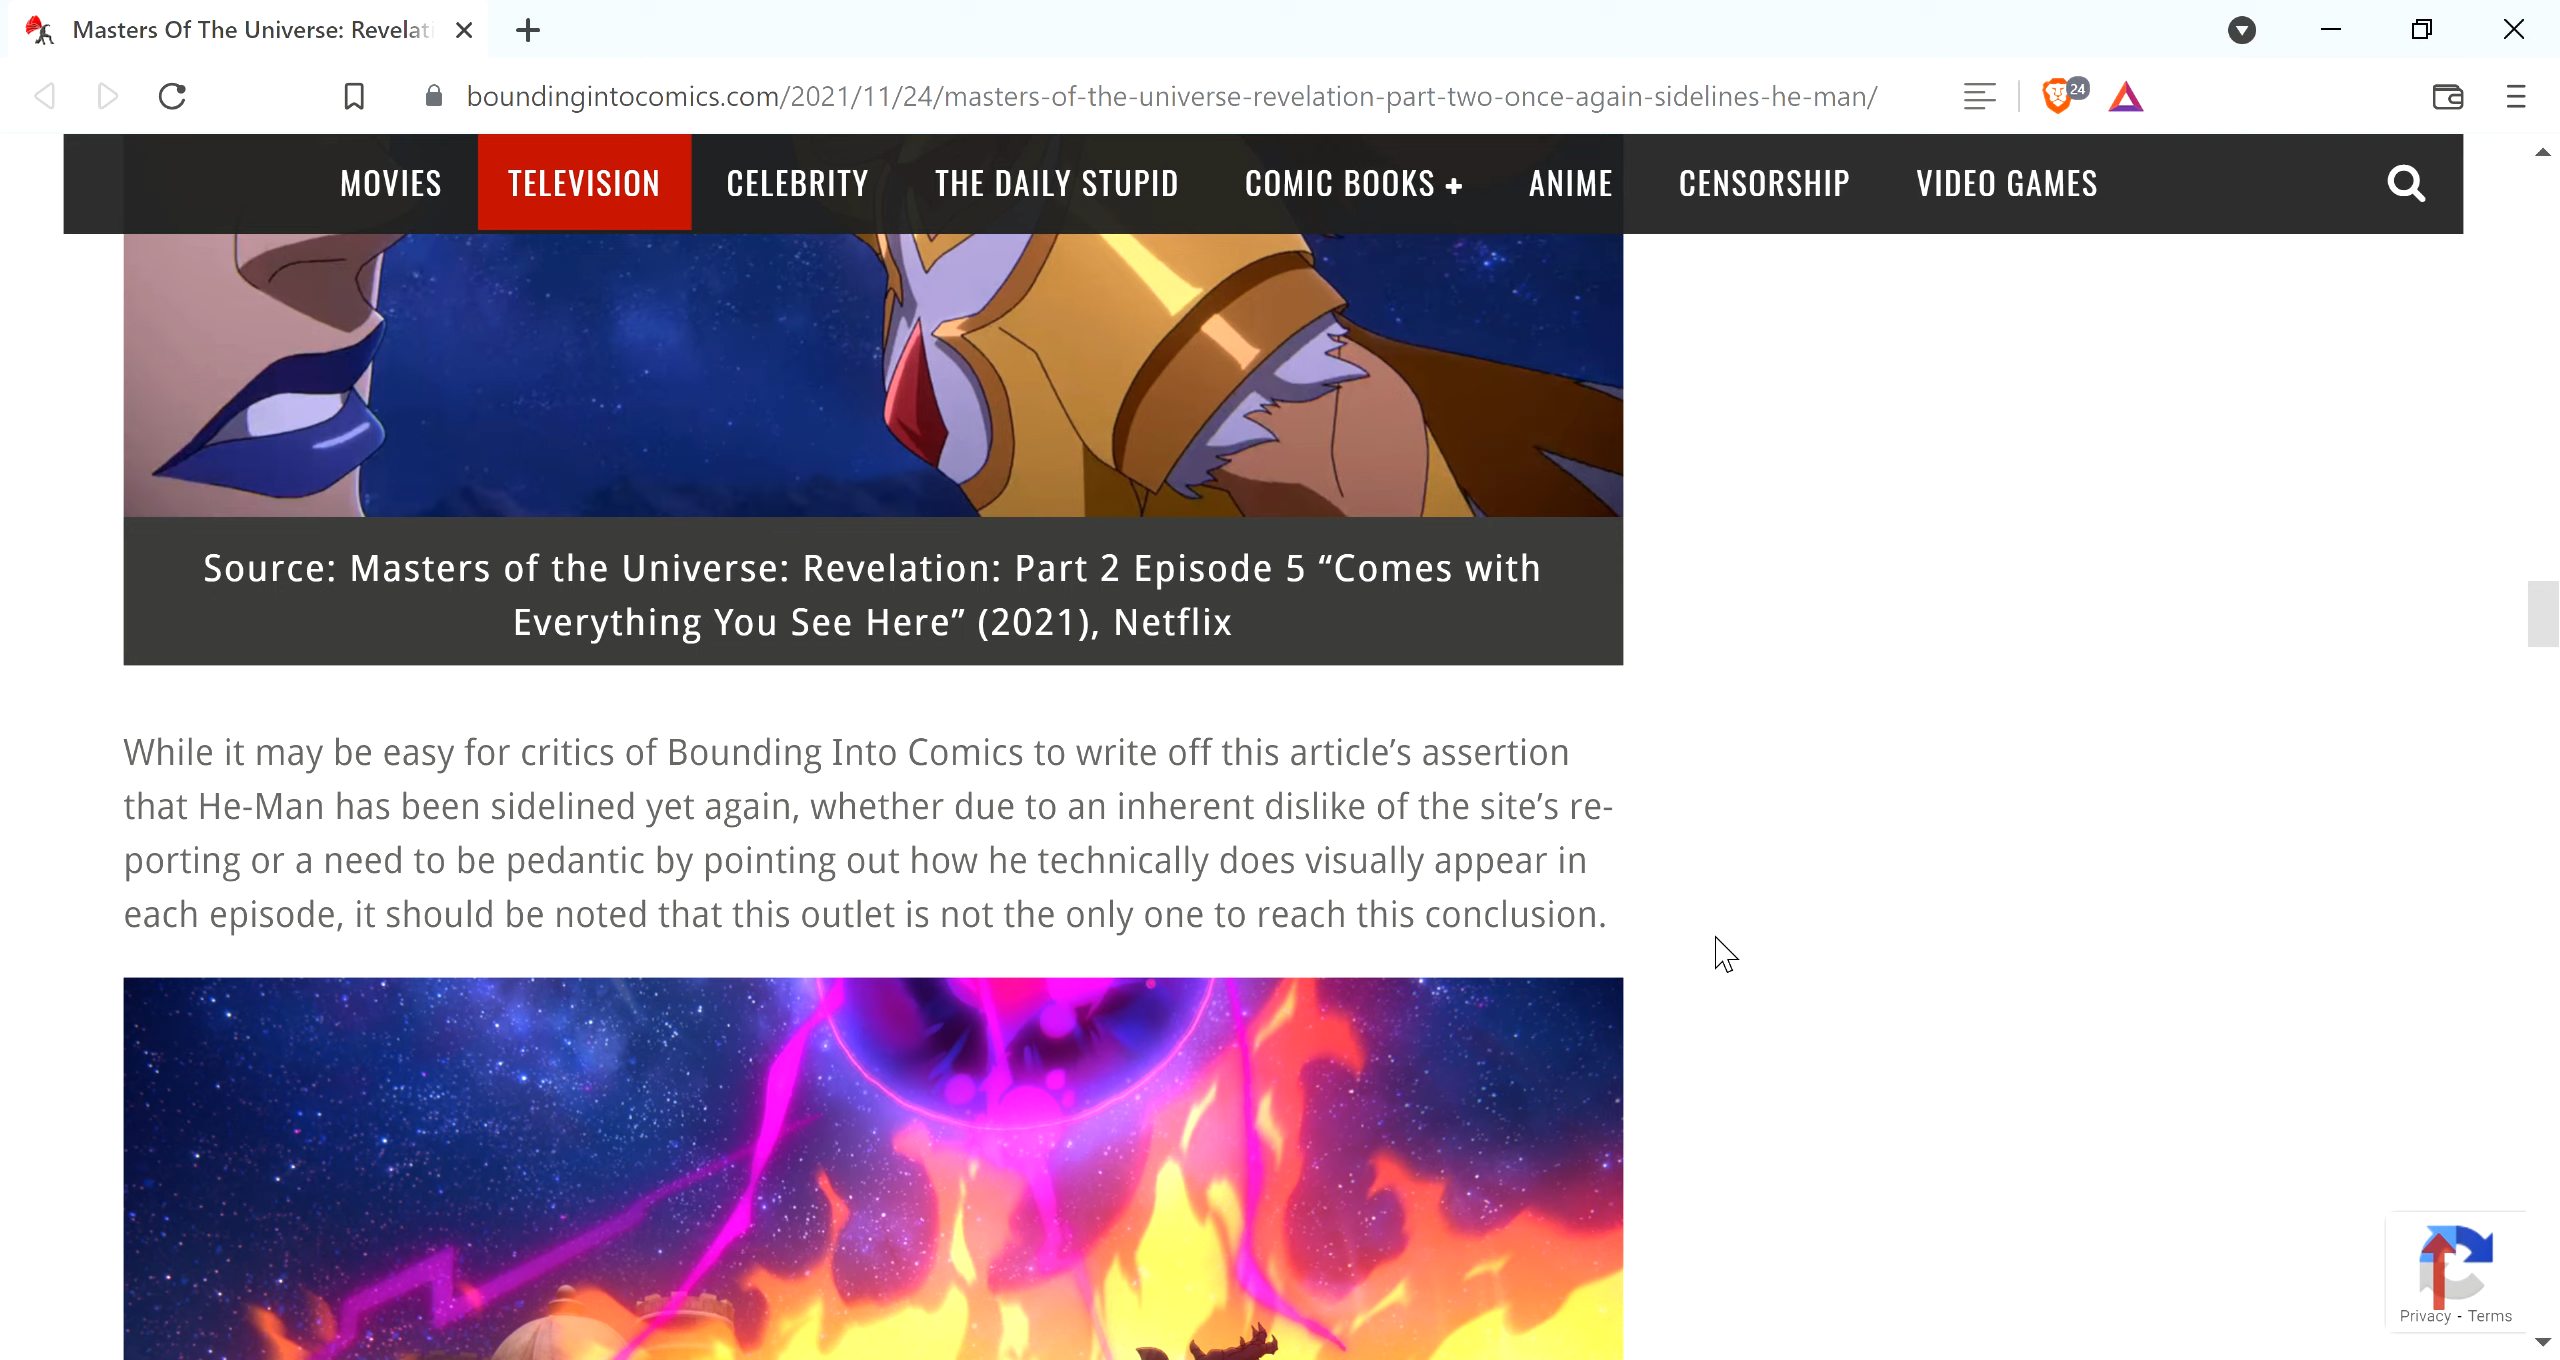 Masters Of The Universe: Revelati
boundingintocomics.com/2021/11/24/masters-of-the-universe-revelation-part-two-once-again-sidelines-he-man/
24
MOVIES TELEVISION CELEBRITY THE DAILY STUPID COMIC BOOKS + ANIME CENSORSHIP VIDEO GAMES
Source: Masters of the Universe: Revelation: Part 2 Episode 5 “Comes with
Everything You See Here” (2021), Netflix
While it may be easy for critics of Bounding Into Comics to write off this article’s assertion
that He-Man has been sidelined yet again, whether due to an inherent dislike of the site’s re-
porting or a need to be pedantic by pointing out how he technically does visually appear in
each episode, it should be noted that this outlet is not the only one to reach this conclusion.
Privacy - Terms